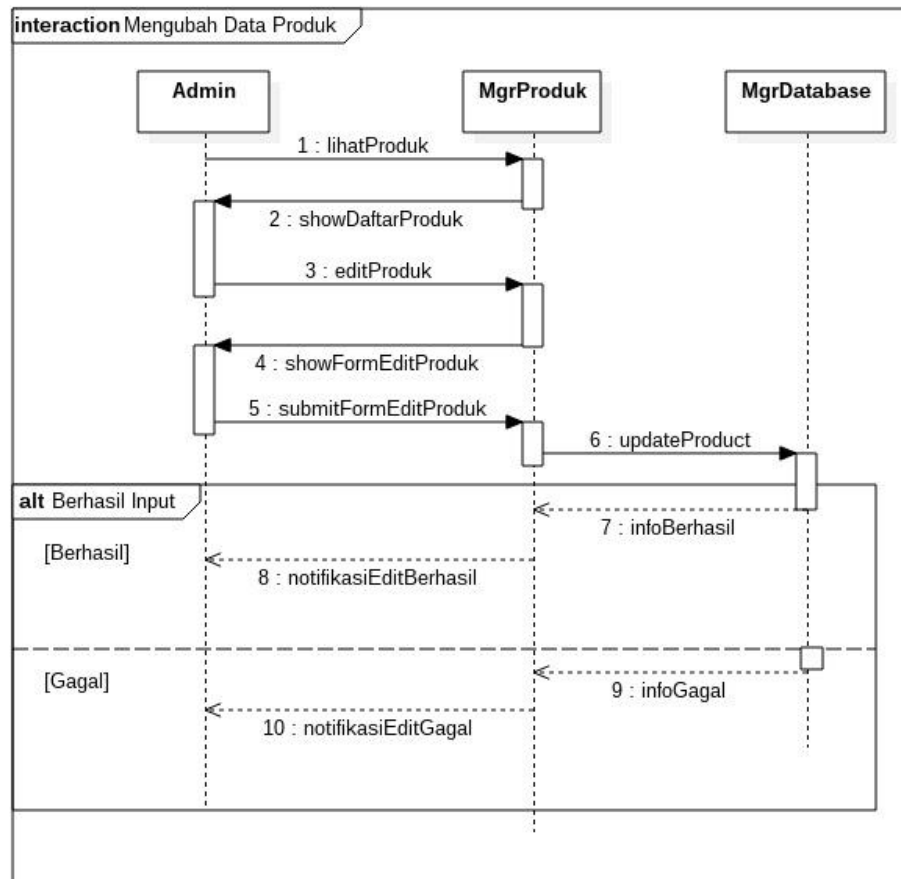 interaction Mengubah Data Produk
Admin
MgrProduk
MgrDatabase
1 : lihatProduk
2 : showDaftarProduk
3 : editProduk
4 : showFormEditProduk
5 : submitFormEditProduk
6 : updateProduct
alt Berhasil Input
7 : infoBerhasil
[Berhasil]
8 : notifikasiEditBerhasil
[Gagal]
9 : infoGagal
10 : notifikasiEditGagal